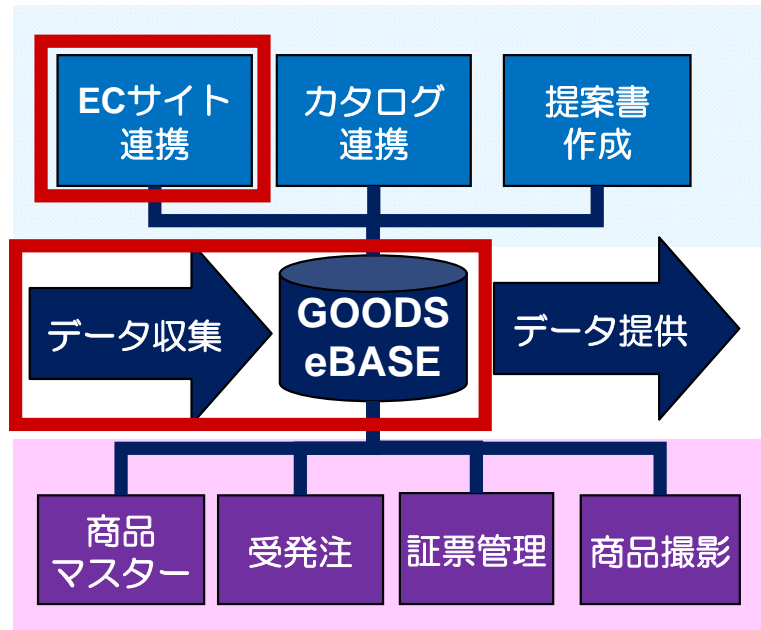 ECサイト
連携
カタログ
連携
提案書
作成
データ収集
GOODS
eBASE
データ提供
商品
マスター
受発注
証票管理
商品撮影